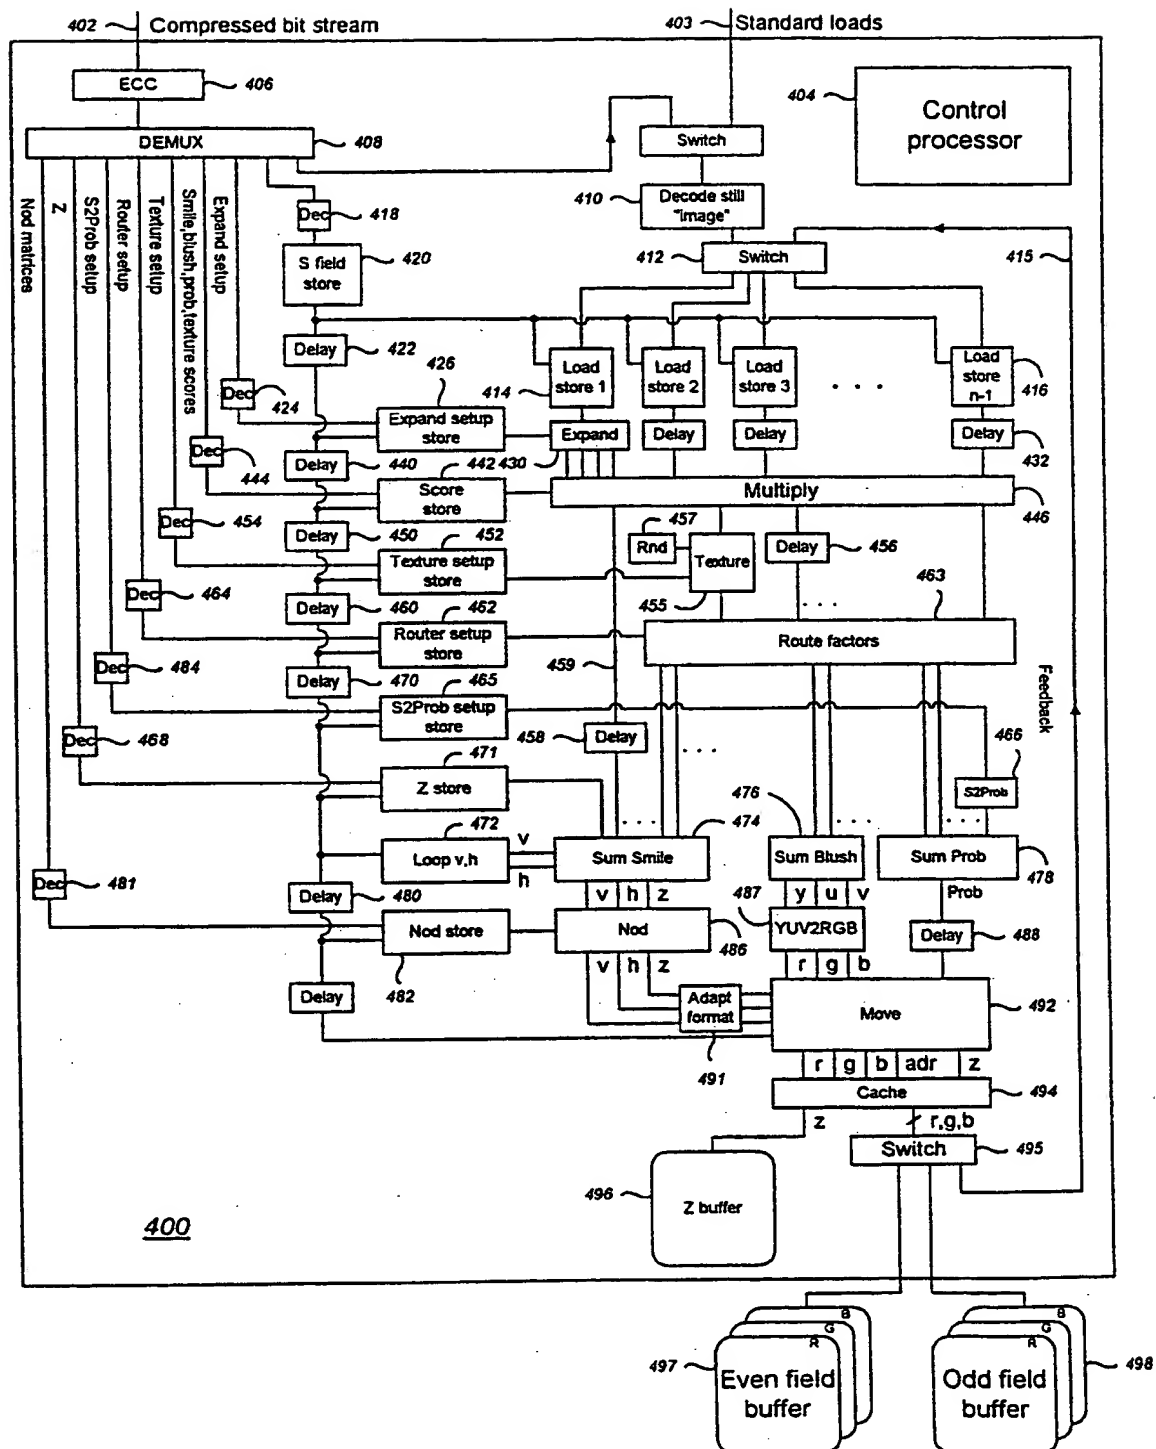 402
Compressed bit stream
403
Standard loads
ECC
406
404
Control
processor
DEMUX
408
Switch
410
Decode still
"image"
Dec
418
412
Switch
415
S field
store
420
Nod matrices
Z
S2Prob setup
Router setup
Texture setup
Smile,blush,prob,texture scores
Expand setup
Delay
422
426
414
Load
store 1
Load
store 2
Load
store 3
. . .
Load
store
n-1
416
Dec
424
Expand setup
store
Expand
Delay
Delay
Delay
432
Dec
444
Delay
440
442
430
Score
store
Multiply
446
Dec
454
Delay
450
452
457
Rnd
Texture
Delay
456
Texture setup
store
455
. . .
463
Dec
464
Delay
460
462
Router setup
store
459
Route factors
Dec
484
Delay
470
465
S2Prob setup
store
Feedback
Dec
468
458
Delay
. . .
466
471
Z store
S2Prob
476
472
. . .
474
. . .
. . .
Loop v,h
v
h
Sum Smile
Sum Blush
Sum Prob
478
Dec
481
Delay
480
v
h
z
y
u
v
Prob
487
Nod store
Nod
486
YUV2RGB
Delay
488
482
v
h
z
r
g
b
Delay
Adapt
format
Move
492
491
r
g
b
adr
z
Cache
494
z
r,g,b
Switch
495
496
Z buffer
400
B
G
R
497
Even field
buffer
B
G
R
Odd field
buffer
498